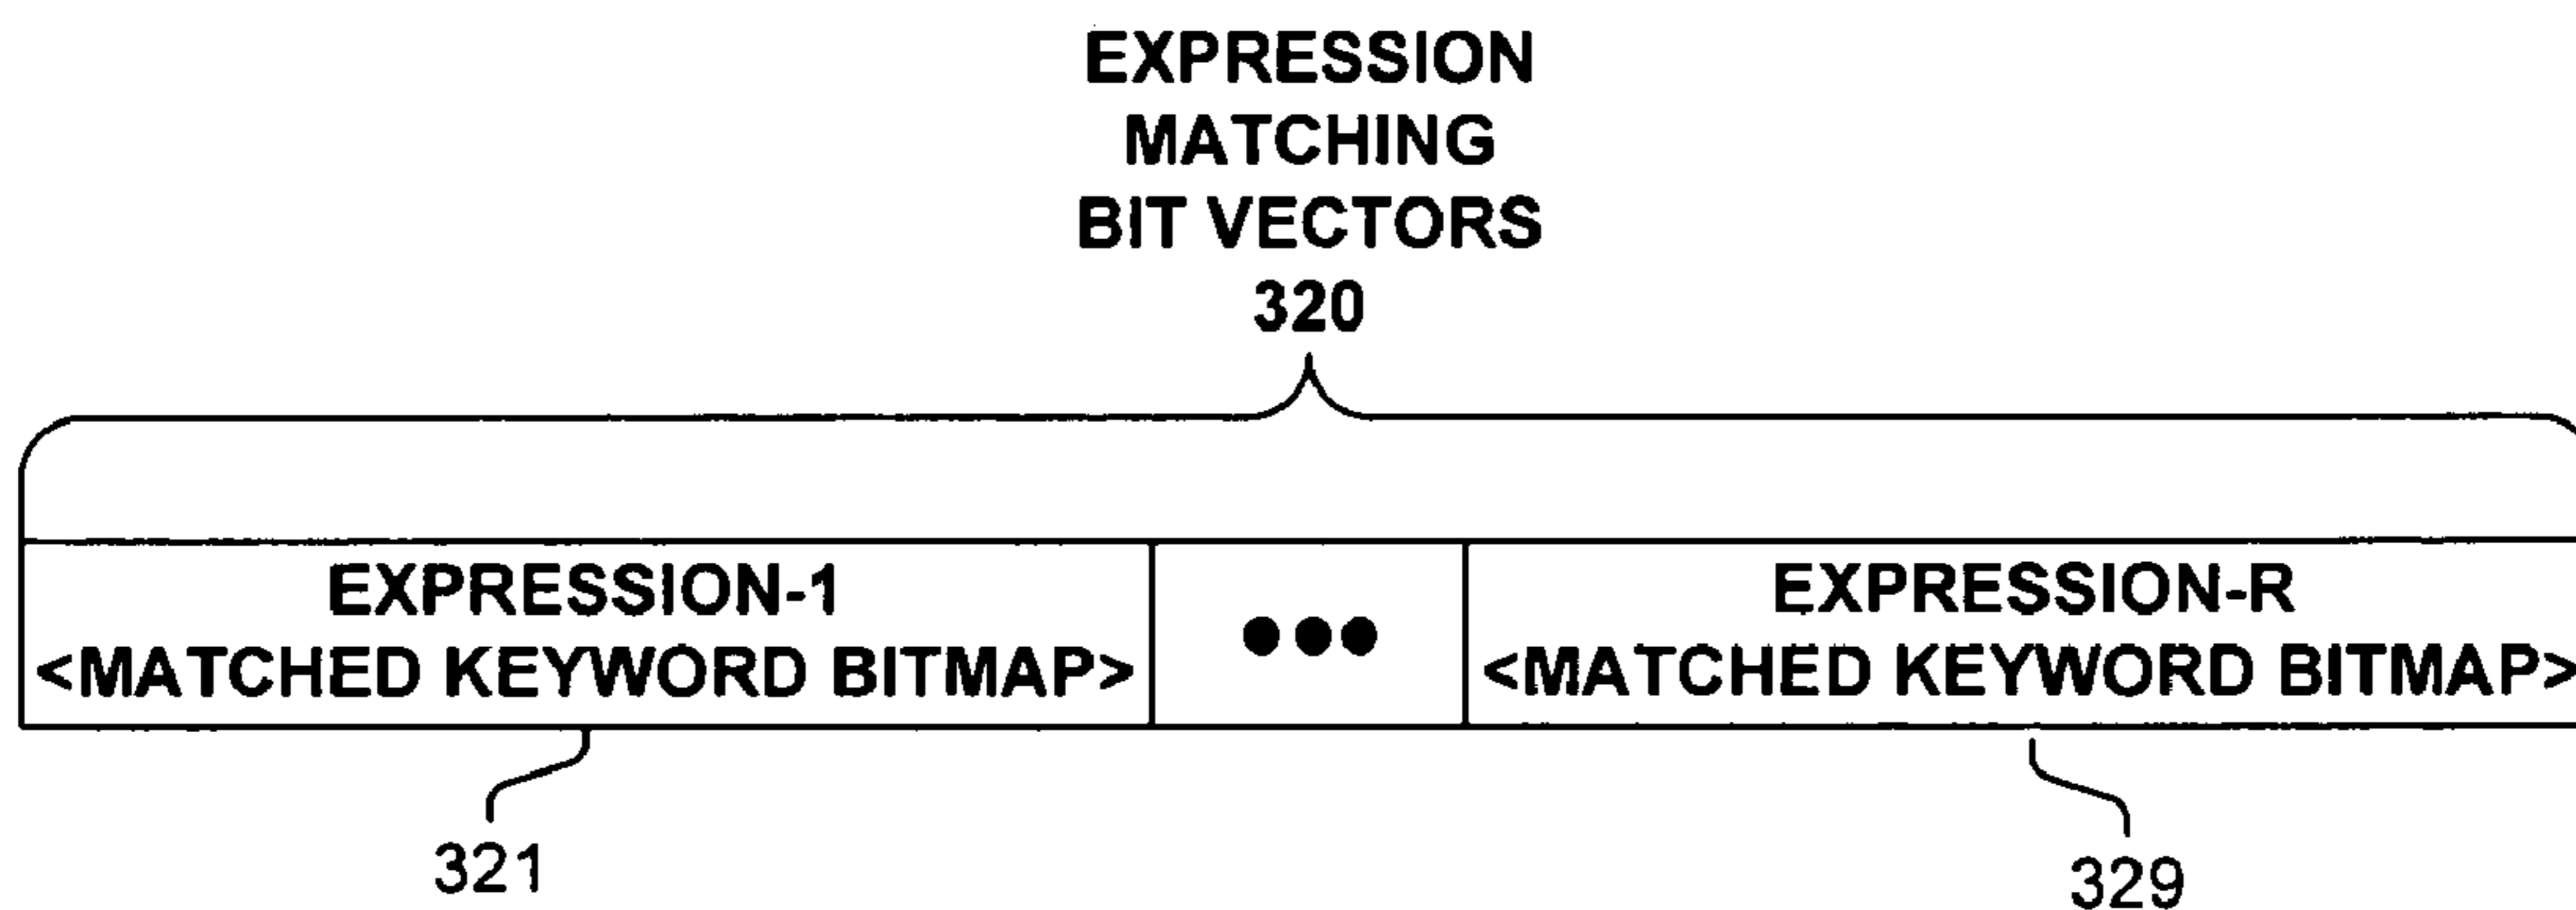 EXPRESSION
MATCHING
BIT VECTORS
320
EXPRESSION-1
<MATCHED KEYWORD BITMAP>
●●●
EXPRESSION-R
<MATCHED KEYWORD BITMAP>
321
329